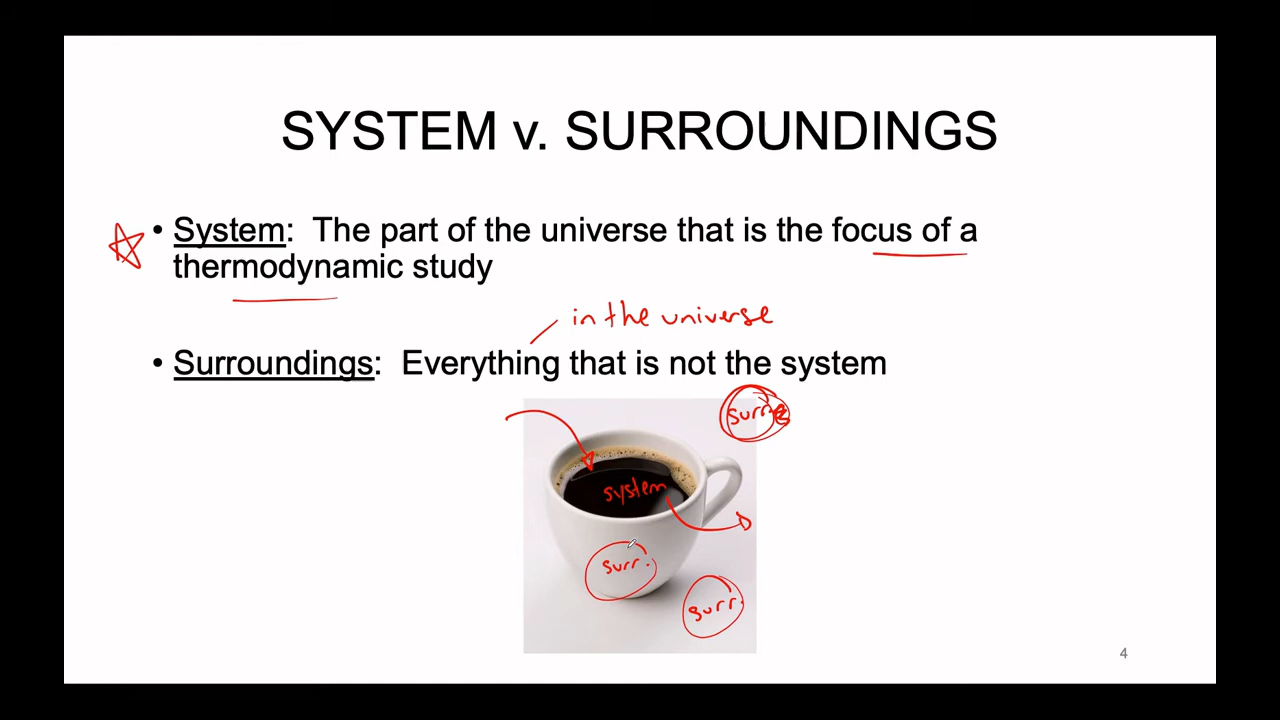 SYSTEM v. SURROUNDINGS
• System: The part of the universe that is the focus of a
thermodynamic study
in the universe
• Surroundings: Everything that is not the system
surr.
system
surr.
surr.
4